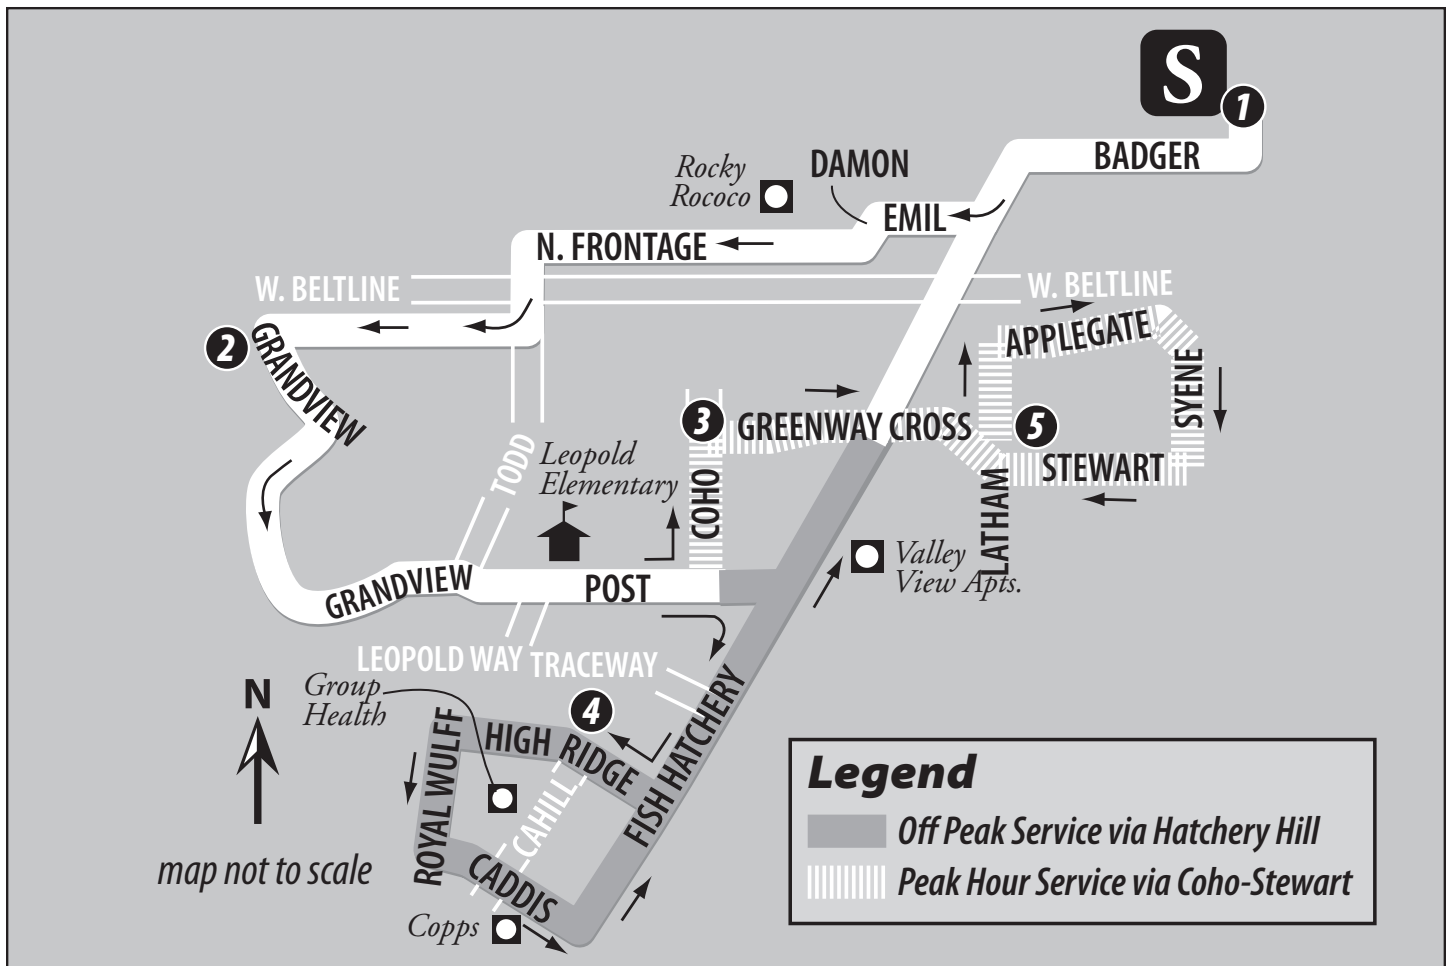 S
1
BADGER
Rocky
Rococo
DAMON
EMIL
N. FRONTAGE
W. BELTLINE
W. BELTLINE
2
GRANDVIEW
APPLEGATE
SYENE
3
GREENWAY CROSS
5
TODD
Leopold
Elementary
COHO
STEWART
LATHAM
Valley
View Apts.
GRANDVIEW
POST
LEOPOLD WAY
TRACEWAY
N
Group
Health
4
HIGH RIDGE
FISH HATCHERY
ROYAL WULFF
CAHILL
CADDIS
Copps
map not to scale
Legend
Off Peak Service via Hatchery Hill
Peak Hour Service via Coho-Stewart